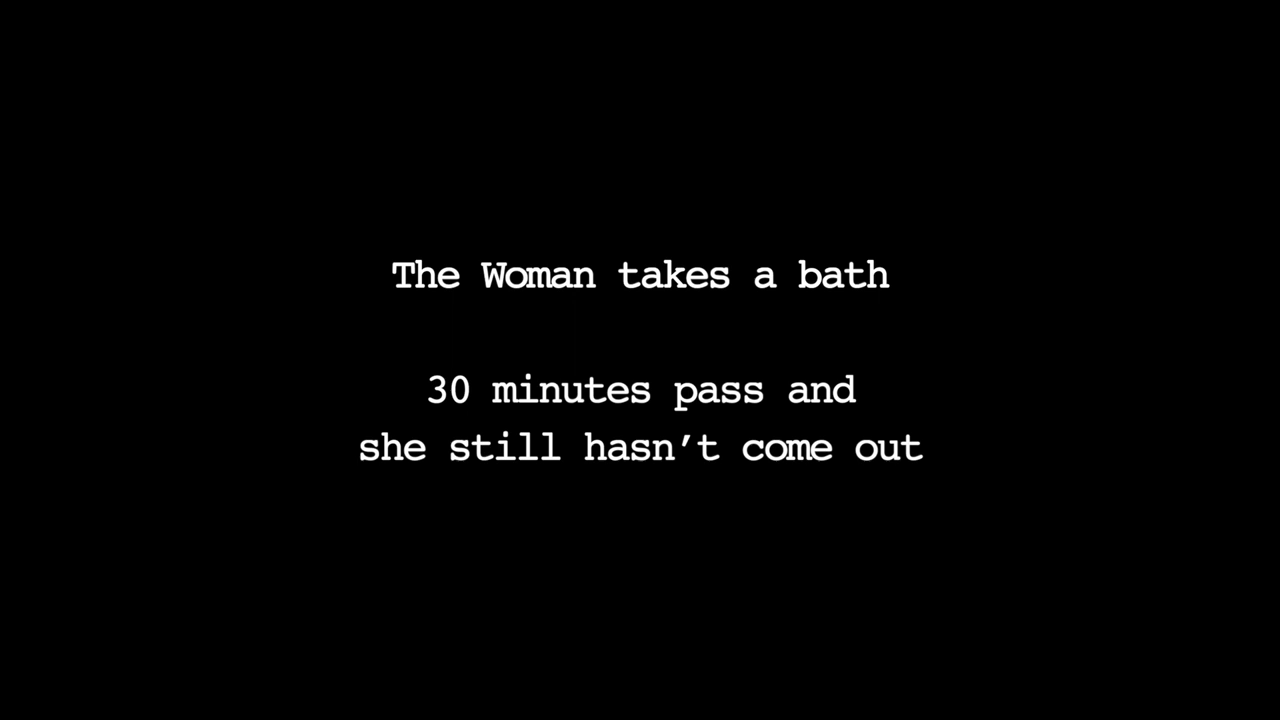 The Woman takes a bath
30 minutes pass and
she still hasn’t come out